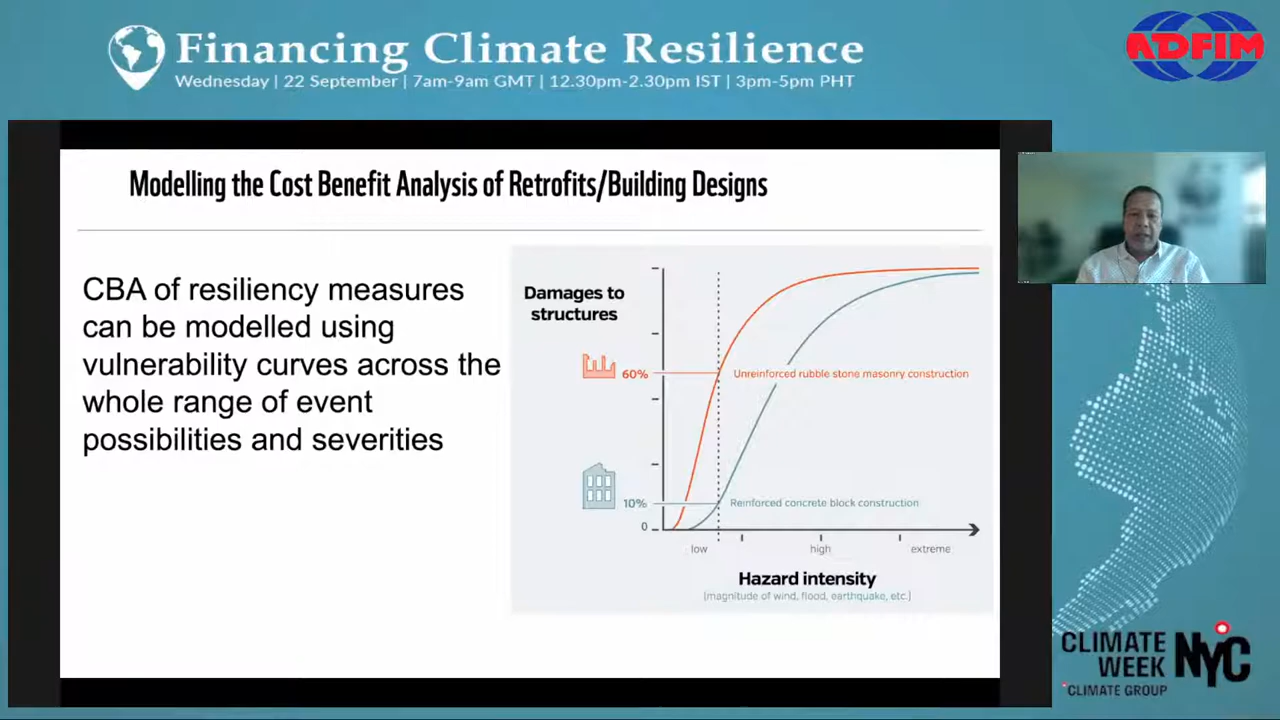 Financing Climate Resilience
Wednesday | 22 September | 7am-9am GMT | 12.30pm-2.30pm IST | 3pm-5pm PHT
ADFIM
Modelling the Cost Benefit Analysis of Retrofits/Building Designs
CBA of resiliency measures
can be modelled using
vulnerability curves across the
whole range of event
possibilities and severities
Damages to
structures
60%
Unreinforced rubble stone masonry construction
10%
Reinforced concrete block construction
0
low
high
extreme
Hazard intensity
[magnitude of wind, flood, earthquake, etc.]
CLIMATE
WEEK
NYC
°CLIMATE GROUP